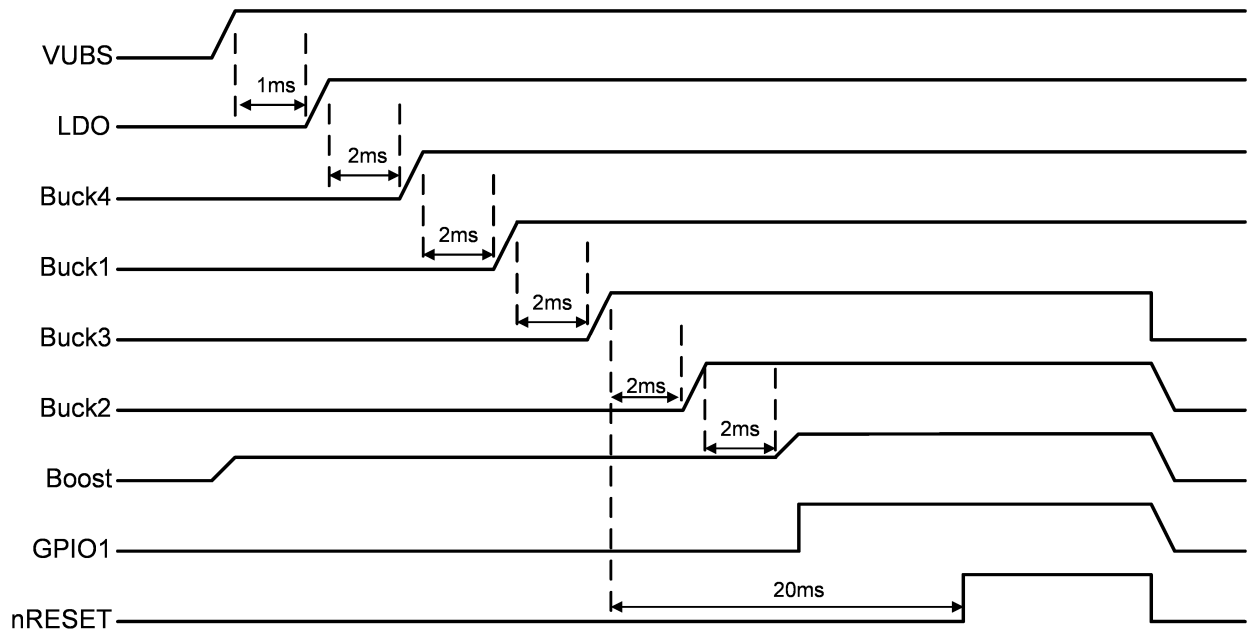 VUBS
1ms
LDO
2ms
Buck4
2ms
Buck1
2ms
Buck3
2ms
Buck2
2ms
Boost
GPIO1
20ms
nRESET